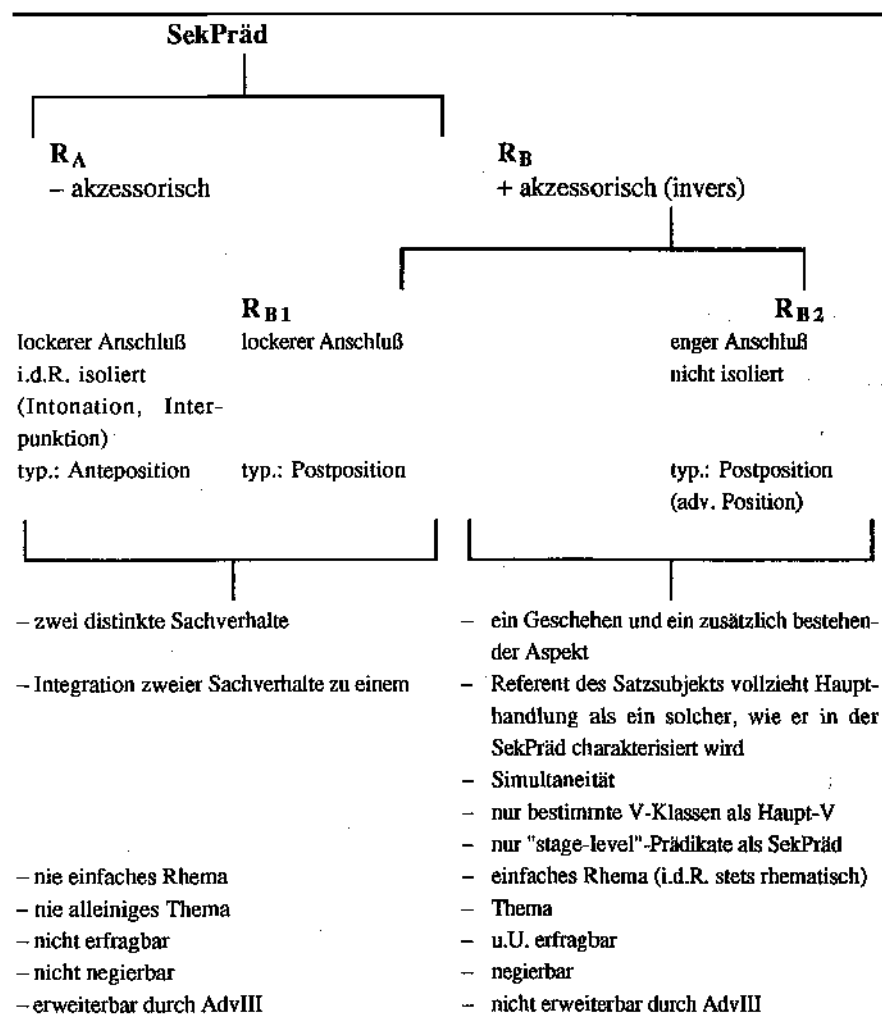 SekPräd
R_A R_B
– akzessorisch + akzessorisch (invers)
R_B1 R_B2
lockerer Anschluß lockerer Anschluß enger Anschluß
i.d.R. isoliert nicht isoliert
(Intonation, Inter-
punktion)
typ.: Anteposition typ.: Postposition typ.: Postposition
(adv. Position)
– zwei distinkte Sachverhalte – ein Geschehen und ein zusätzlich bestehen-
der Aspekt
– Integration zweier Sachverhalte zu einem – Referent des Satzsubjekts vollzieht Haupt-
handlung als ein solcher, wie er in der
SekPräd charakterisiert wird
– Simultaneität
– nur bestimmte V-Klassen als Haupt-V
– nur "stage-level"-Prädikate als SekPräd
– nie einfaches Rhema – einfaches Rhema (i.d.R. stets rhematisch)
– nie alleiniges Thema – Thema
– nicht erfragbar – u.U. erfragbar
– nicht negierbar – negierbar
– erweiterbar durch AdvIII – nicht erweiterbar durch AdvIII